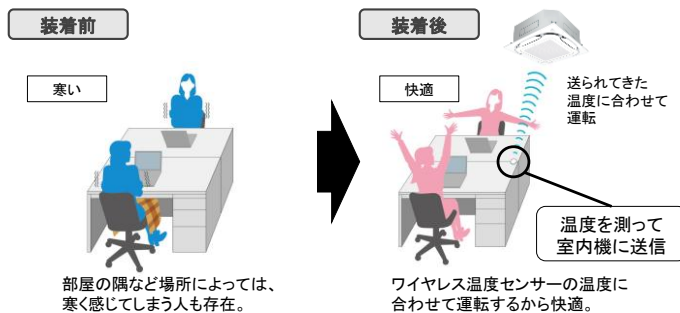 装着前
寒い
部屋の隅など場所によっては、
寒く感じてしまう人も存在。
装着後
快適
送られてきた
温度に合わせて
運転
温度を測って
室内機に送信
ワイヤレス温度センサーの温度に
合わせて運転するから快適。